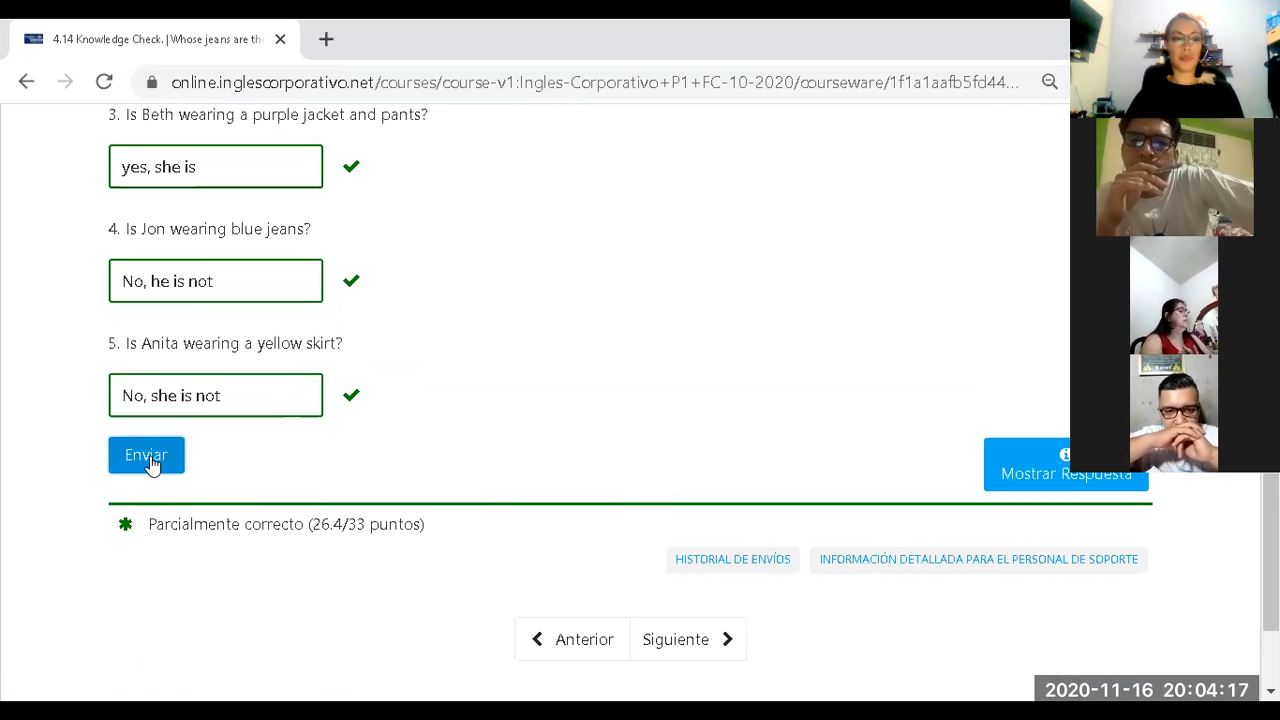 4.14 Knowledge Check. | Whose jeans are th
online.inglescorporativo.net/courses/course-v1:Ingles-Corporativo+P1+FC-10-2020/courseware/1f1a1aafb5fd44...
3. Is Beth wearing a purple jacket and pants?
yes, she is
4. Is Jon wearing blue jeans?
No, he is not
5. Is Anita wearing a yellow skirt?
No, she is not
Enviar
Mostrar Respuesta
Parcialmente correcto (26.4/33 puntos)
HISTORIAL DE ENVÍOS
INFORMACIÓN DETALLADA PARA EL PERSONAL DE SOPORTE
Anterior
Siguiente
2020-11-16 20:04:17